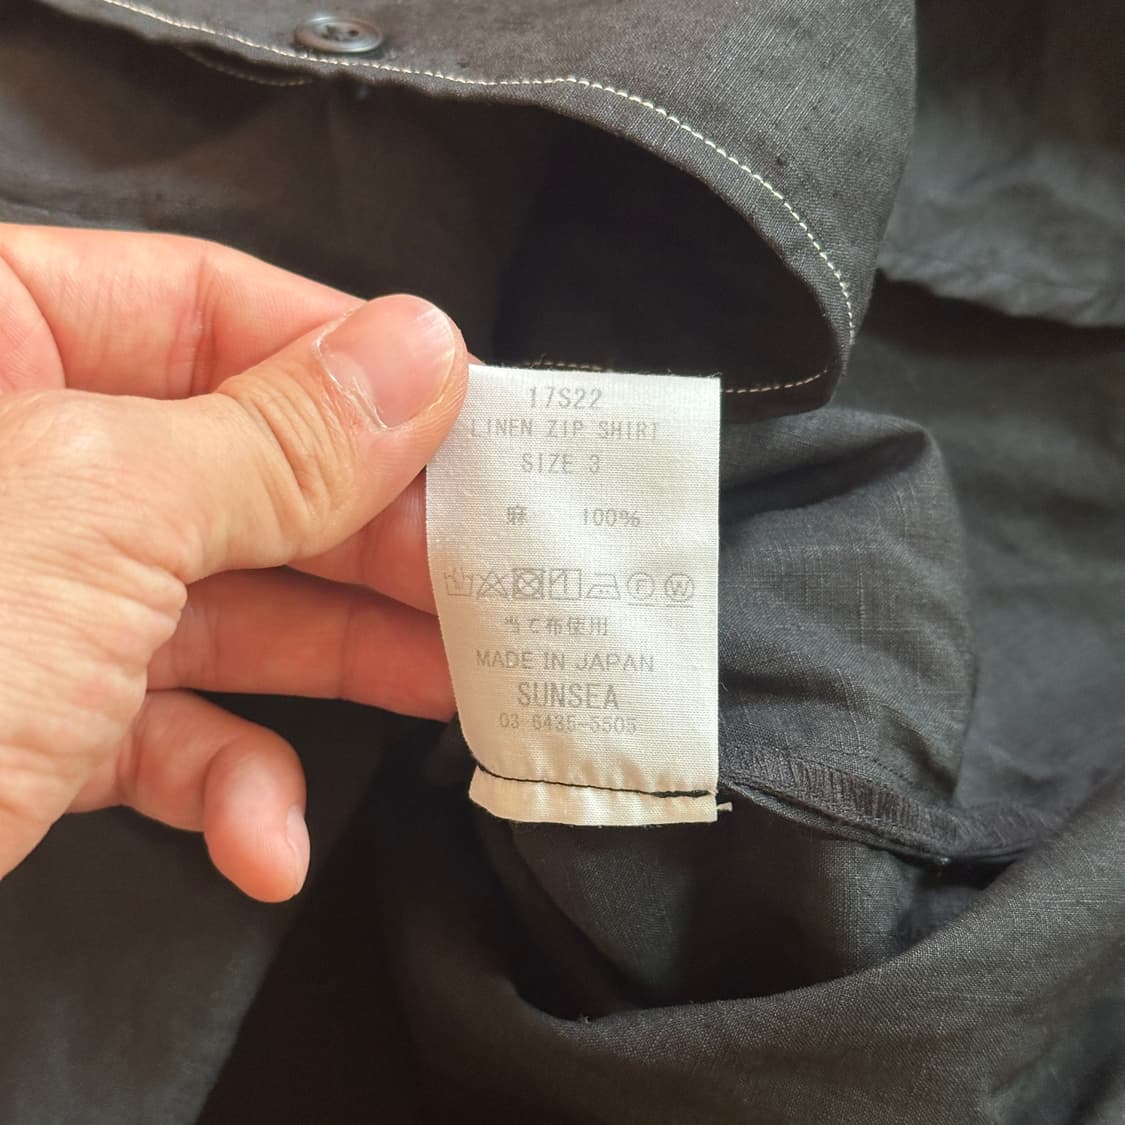 17S22
LINEN ZIP SHIRT
SIZE 3
麻 100%
当て布使用
MADE IN JAPAN
SUNSEA
03 6435-5505